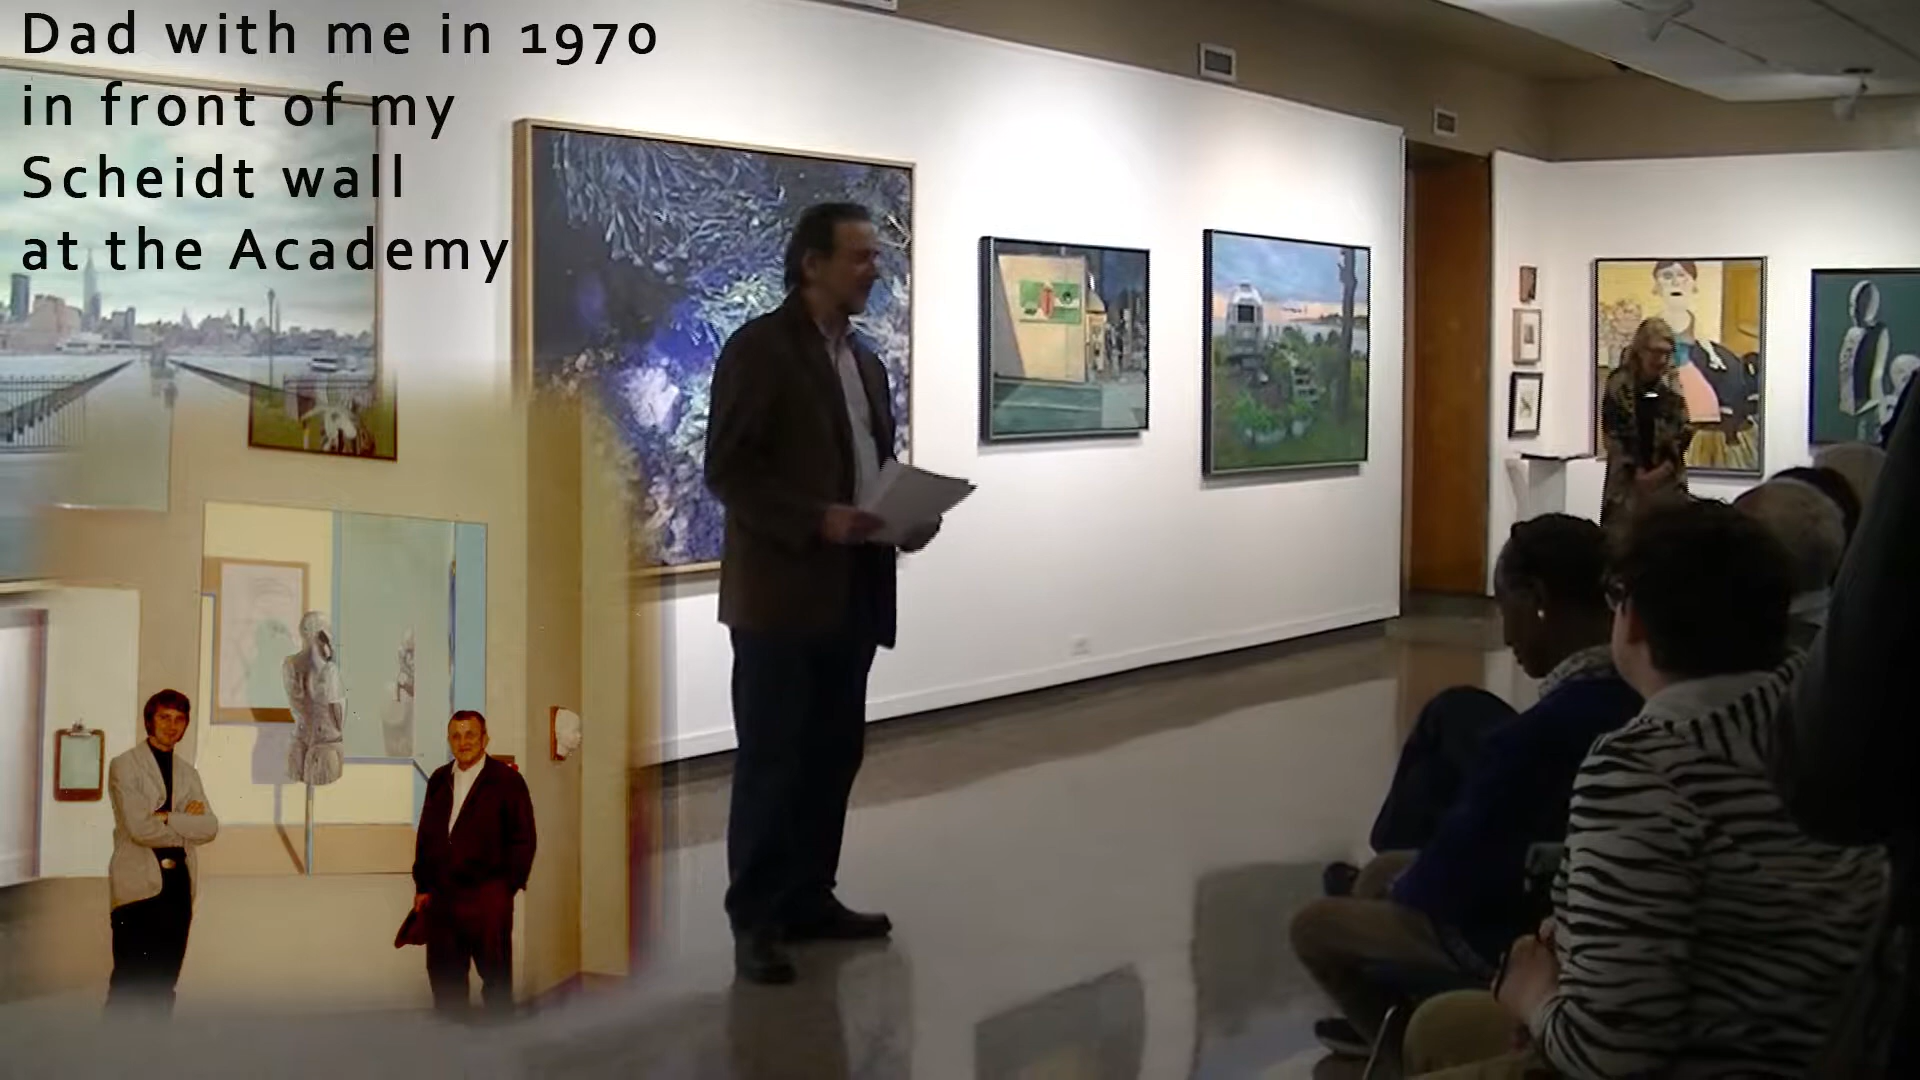 Dad with me in 1970
in front of my
Scheidt wall
at the Academy